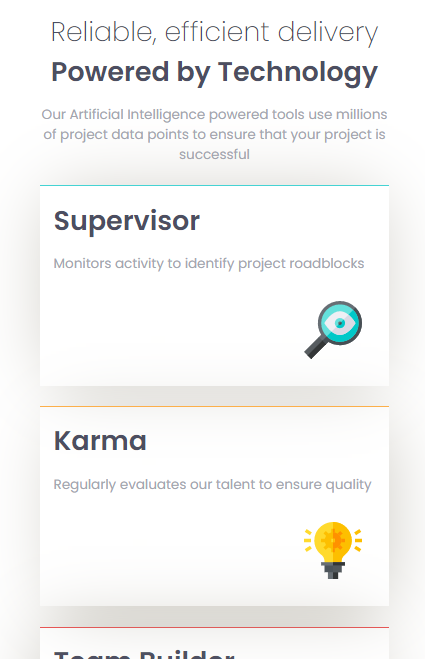 Reliable, efficient delivery
Powered by Technology
Our Artificial Intelligence powered tools use millions
of project data points to ensure that your project is
successful
Supervisor
Monitors activity to identify project roadblocks
Karma
Regularly evaluates our talent to ensure quality
Team Builder